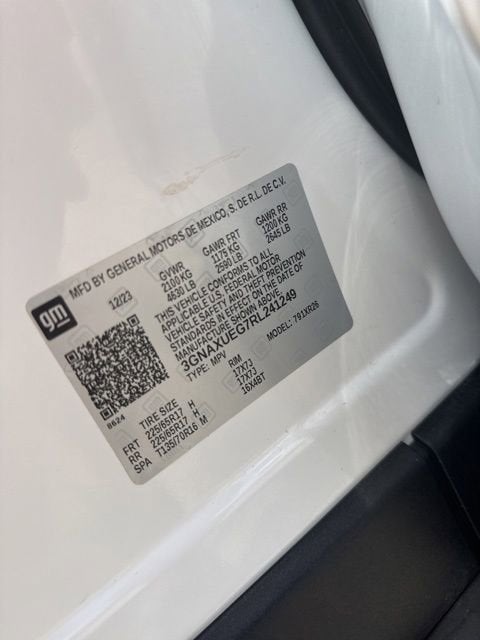 gm
MFD BY GENERAL MOTORS DE MEXICO, S. DE R.L. DE C.V.
12/23 GVWR GAWR FRT GAWR RR
2100 KG 1175 KG 1200 KG
4630 LB 2590 LB 2645 LB
THIS VEHICLE CONFORMS TO ALL
APPLICABLE U.S. FEDERAL MOTOR
VEHICLE SAFETY AND THEFT PREVENTION
STANDARDS IN EFFECT ON THE DATE OF
MANUFACTURE SHOWN ABOVE.
3GNAXUEG7RL241249
TYPE: MPV MODEL: 791XR26
8624
TIRE SIZE RIM
FRT 225/65R17 H 17X7J
RR 225/65R17 H 17X7J
SPA T135/70R16 M 16X4BT